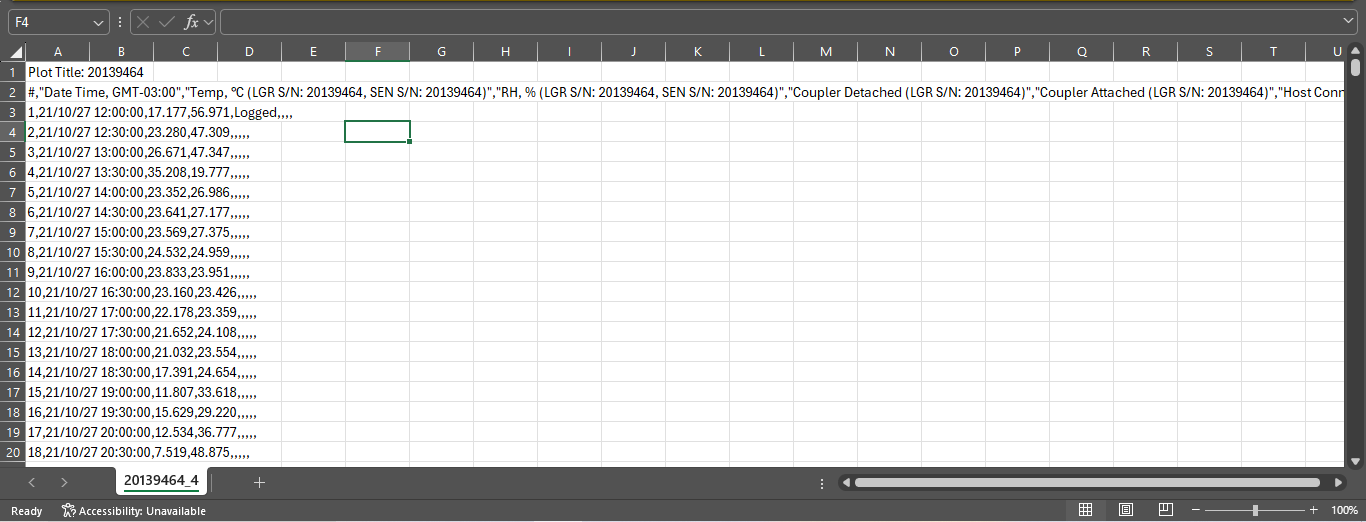 F4
fx
A B C D E F G H I J K L M N O P Q R S T U
1 Plot Title: 20139464
2 #,"Date Time, GMT-03:00","Temp, °C (LGR S/N: 20139464, SEN S/N: 20139464)","RH, % (LGR S/N: 20139464, SEN S/N: 20139464)","Coupler Detached (LGR S/N: 20139464)","Coupler Attached (LGR S/N: 20139464)","Host Conn
3 1,21/10/27 12:00:00,17.177,56.971,Logged,,,,
4 2,21/10/27 12:30:00,23.280,47.309,,,,,
5 3,21/10/27 13:00:00,26.671,47.347,,,,,
6 4,21/10/27 13:30:00,35.208,19.777,,,,,
7 5,21/10/27 14:00:00,23.352,26.986,,,,,
8 6,21/10/27 14:30:00,23.641,27.177,,,,,
9 7,21/10/27 15:00:00,23.569,27.375,,,,,
10 8,21/10/27 15:30:00,24.532,24.959,,,,,
11 9,21/10/27 16:00:00,23.833,23.951,,,,,
12 10,21/10/27 16:30:00,23.160,23.426,,,,,
13 11,21/10/27 17:00:00,22.178,23.359,,,,,
14 12,21/10/27 17:30:00,21.652,24.108,,,,,
15 13,21/10/27 18:00:00,21.032,23.554,,,,,
16 14,21/10/27 18:30:00,17.391,24.654,,,,,
17 15,21/10/27 19:00:00,11.807,33.618,,,,,
18 16,21/10/27 19:30:00,15.629,29.220,,,,,
19 17,21/10/27 20:00:00,12.534,36.777,,,,,
20 18,21/10/27 20:30:00,7.519,48.875,,,,,
20139464_4
Ready Accessibility: Unavailable 100%